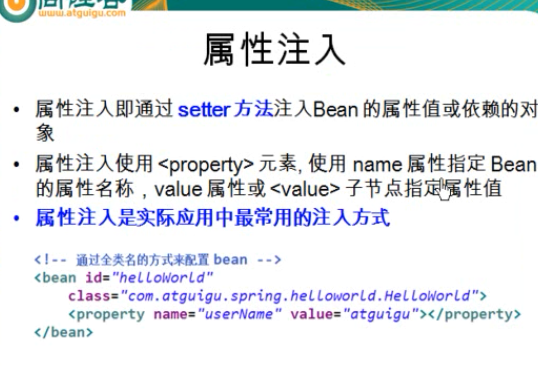 www.atguigu.com
属性注入
• 属性注入即通过 setter 方法注入Bean 的属性值或依赖的对
象
• 属性注入使用 <property> 元素, 使用 name 属性指定 Bean
的属性名称，value 属性或 <value> 子节点指定属性值
• 属性注入是实际应用中最常用的注入方式
<!-- 通过全类名的方式来配置 bean -->
<bean id="helloWorld"
class="com.atguigu.spring.helloworld.HelloWorld">
<property name="userName" value="atguigu"></property>
</bean>